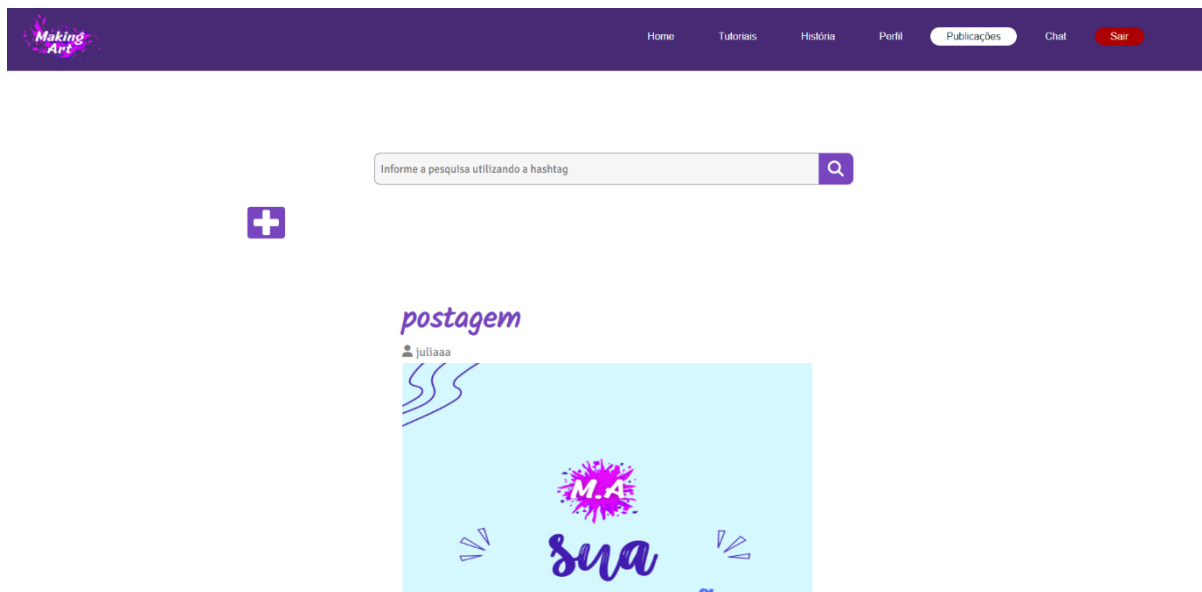 Making
Art
Home Tutoriais História Perfil Publicações Chat Sair
Informe a pesquisa utilizando a hashtag
postagem
juliaaa
M.A
sua